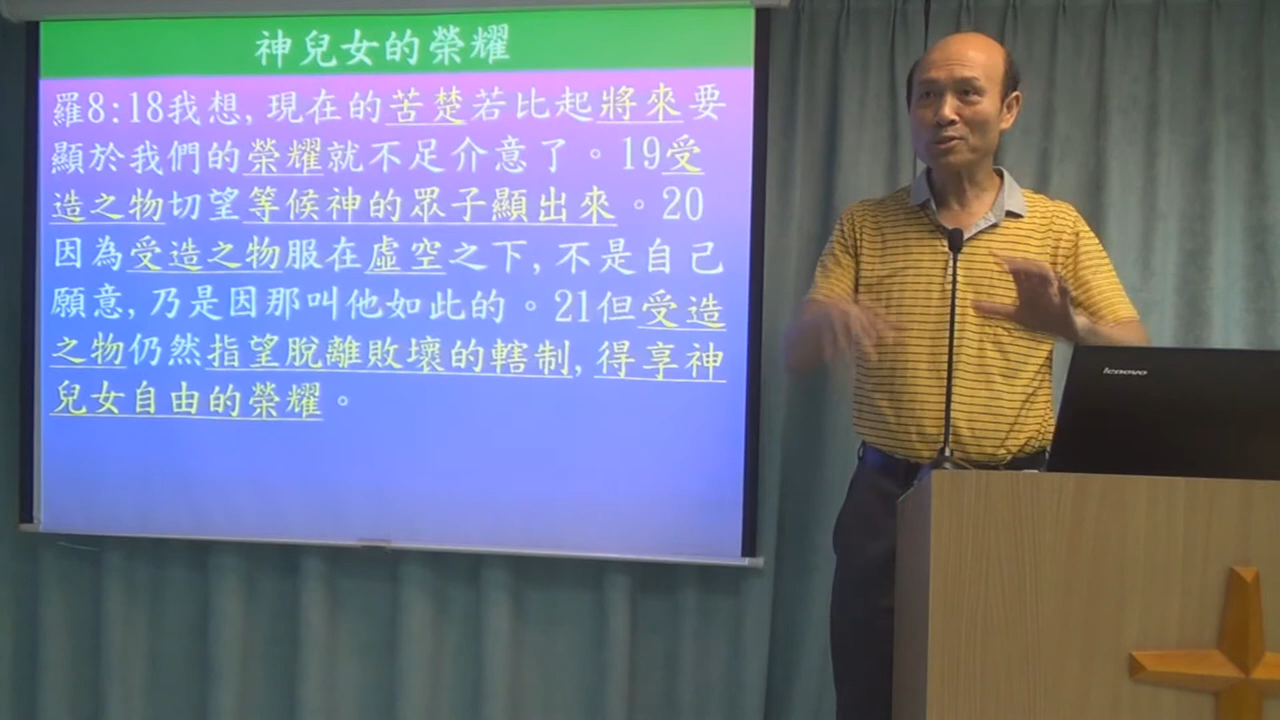 神兒女的榮耀
羅8:18我想,現在的苦楚若比起將來要
顯於我們的榮耀就不足介意了。19受
造之物切望等候神的眾子顯出來。20
因為受造之物服在虛空之下,不是自己
願意,乃是因那叫他如此的。21但受造
之物仍然指望脫離敗壞的轄制,得享神
兒女自由的榮耀。
lenovo